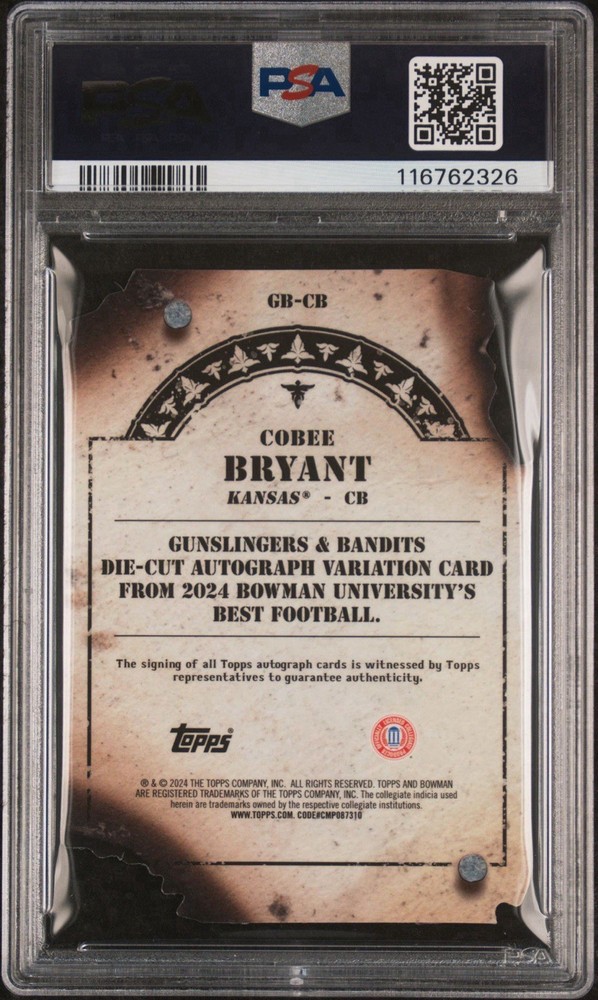 PSA
PSA
116762326
GB-CB
COBEE
BRYANT
KANSAS® - CB
GUNSLINGERS & BANDITS
DIE-CUT AUTOGRAPH VARIATION CARD
FROM 2024 BOWMAN UNIVERSITY'S
BEST FOOTBALL.
The signing of all Topps autograph cards is witnessed by Topps
representatives to guarantee authenticity.
topps®
® & © 2024 THE TOPPS COMPANY, INC. ALL RIGHTS RESERVED. TOPPS AND BOWMAN
ARE REGISTERED TRADEMARKS OF THE TOPPS COMPANY, INC. The collegiate indicia used
herein are trademarks owned by the respective collegiate institutions.
WWW.TOPPS.COM. CODE#CMP087310
PSA